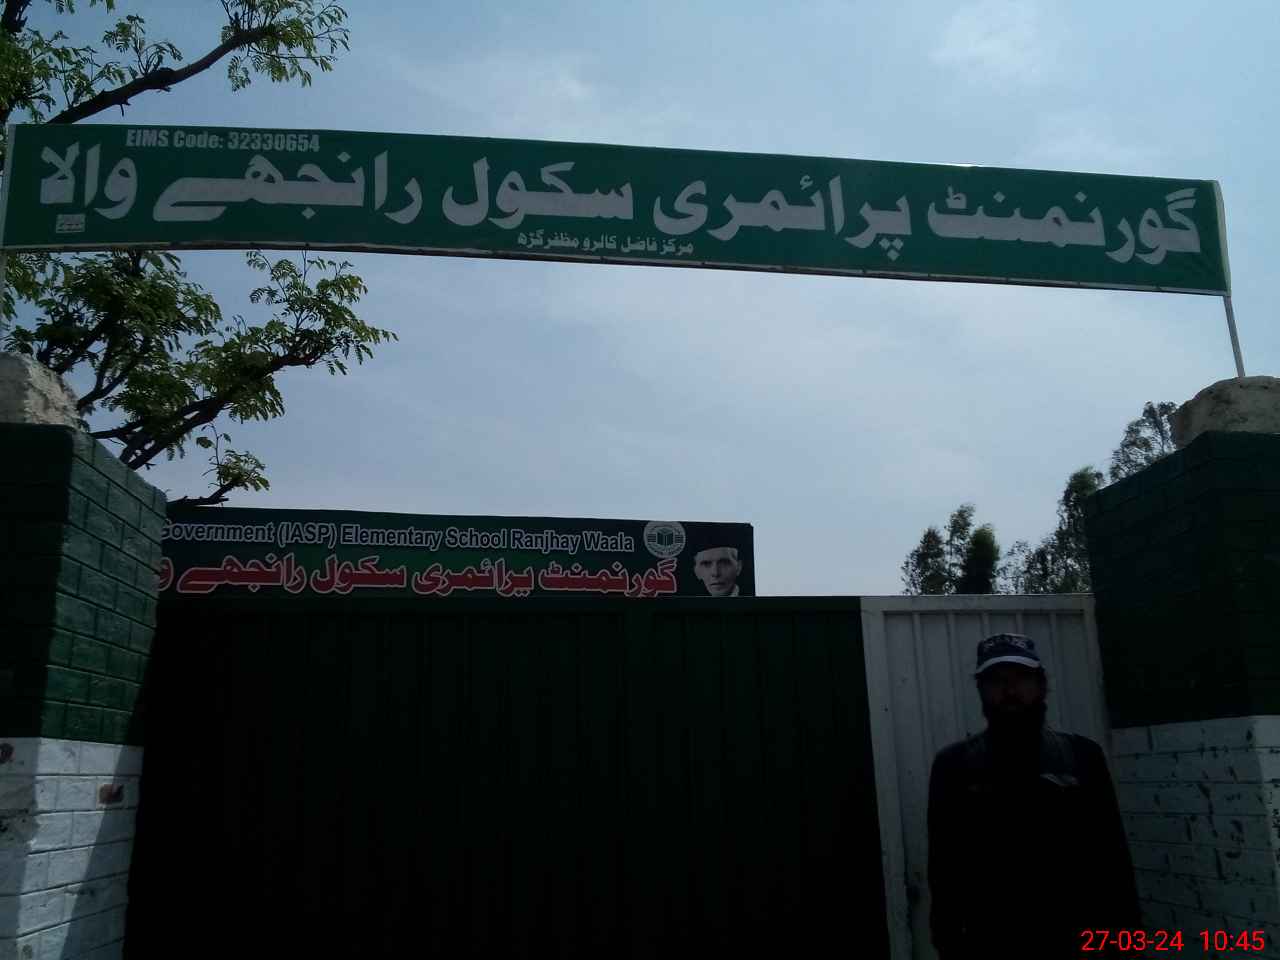 EIMS Code: 32330654
گورنمنٹ پرائمری سکول رانجھے والا
مرکز فاضل کالرو مظفرگڑھ
Government (IASP) Elementary School Ranjhay Waala
گورنمنٹ پرائمری سکول رانجھے
27-03-24 10:45